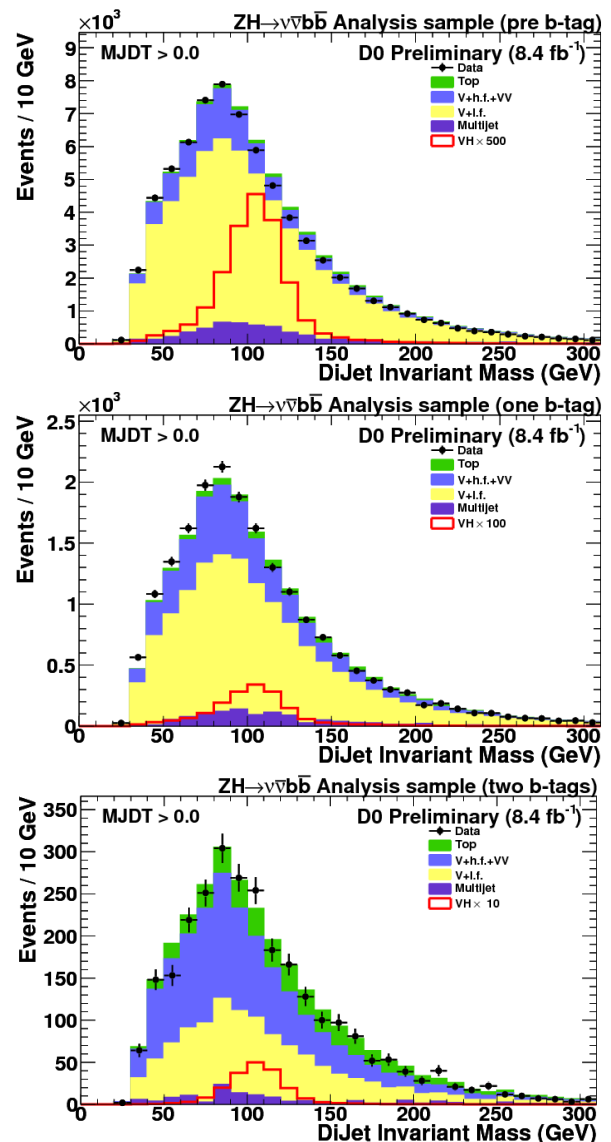 ZH→νν̄bb̄ Analysis sample (pre b-tag)
×10³
MJDT > 0.0
D0 Preliminary (8.4 fb⁻¹)
Data
Top
V+h.f.+VV
V+l.f.
Multijet
VH × 500
Events / 10 GeV
9
8
7
6
5
4
3
2
1
0
0 50 100 150 200 250 300
DiJet Invariant Mass (GeV)
ZH→νν̄bb̄ Analysis sample (one b-tag)
×10³
MJDT > 0.0
D0 Preliminary (8.4 fb⁻¹)
Data
Top
V+h.f.+VV
V+l.f.
Multijet
VH × 100
Events / 10 GeV
2.5
2
1.5
1
0.5
0
0 50 100 150 200 250 300
DiJet Invariant Mass (GeV)
ZH→νν̄bb̄ Analysis sample (two b-tags)
MJDT > 0.0
D0 Preliminary (8.4 fb⁻¹)
Data
Top
V+h.f.+VV
V+l.f.
Multijet
VH × 10
Events / 10 GeV
350
300
250
200
150
100
50
0
0 50 100 150 200 250 300
DiJet Invariant Mass (GeV)